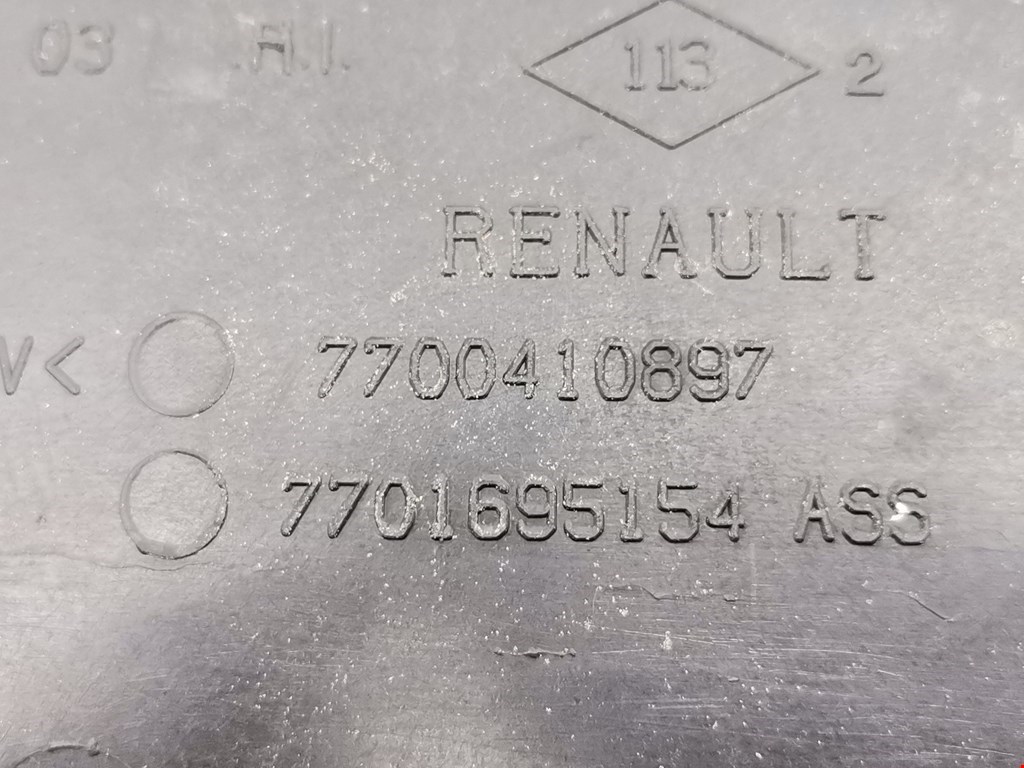 03 .A.I. 113 2
RENAULT
V< 7700410897
7701695154 ASS